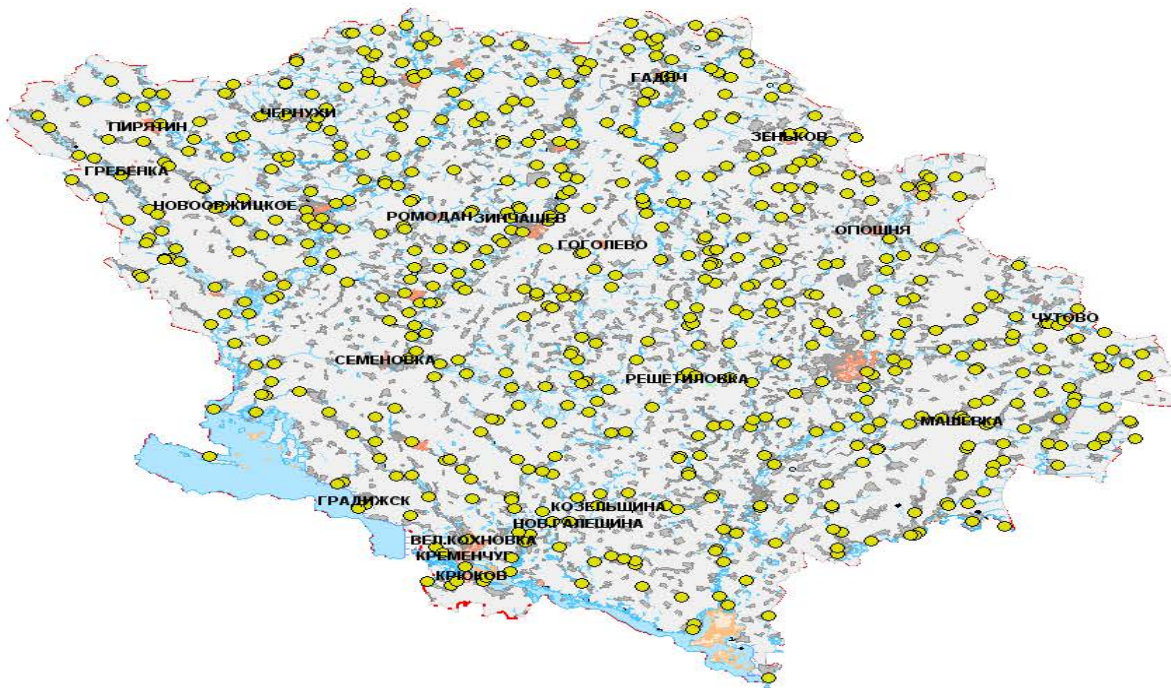 ГАДЯЧ
ЧЕРНУХИ
ПИРЯТИН
ЗЕНЬКОВ
ГРЕБЕНКА
НОВООРЖИЦКОЕ
РОМОДАН
ЗИНЧАШЕВ
ОПОШНЯ
ГОГОЛЕВО
ЧУТОВО
СЕМЕНОВКА
РЕШЕТИЛОВКА
МАШЕВКА
ГРАДИЖСК
КОЗЕЛЬЩИНА
НОВ.ГАЛЕЩИНА
ВЕЛ.КОХНОВКА
КРЕМЕНЧУГ
КРЮКОВ